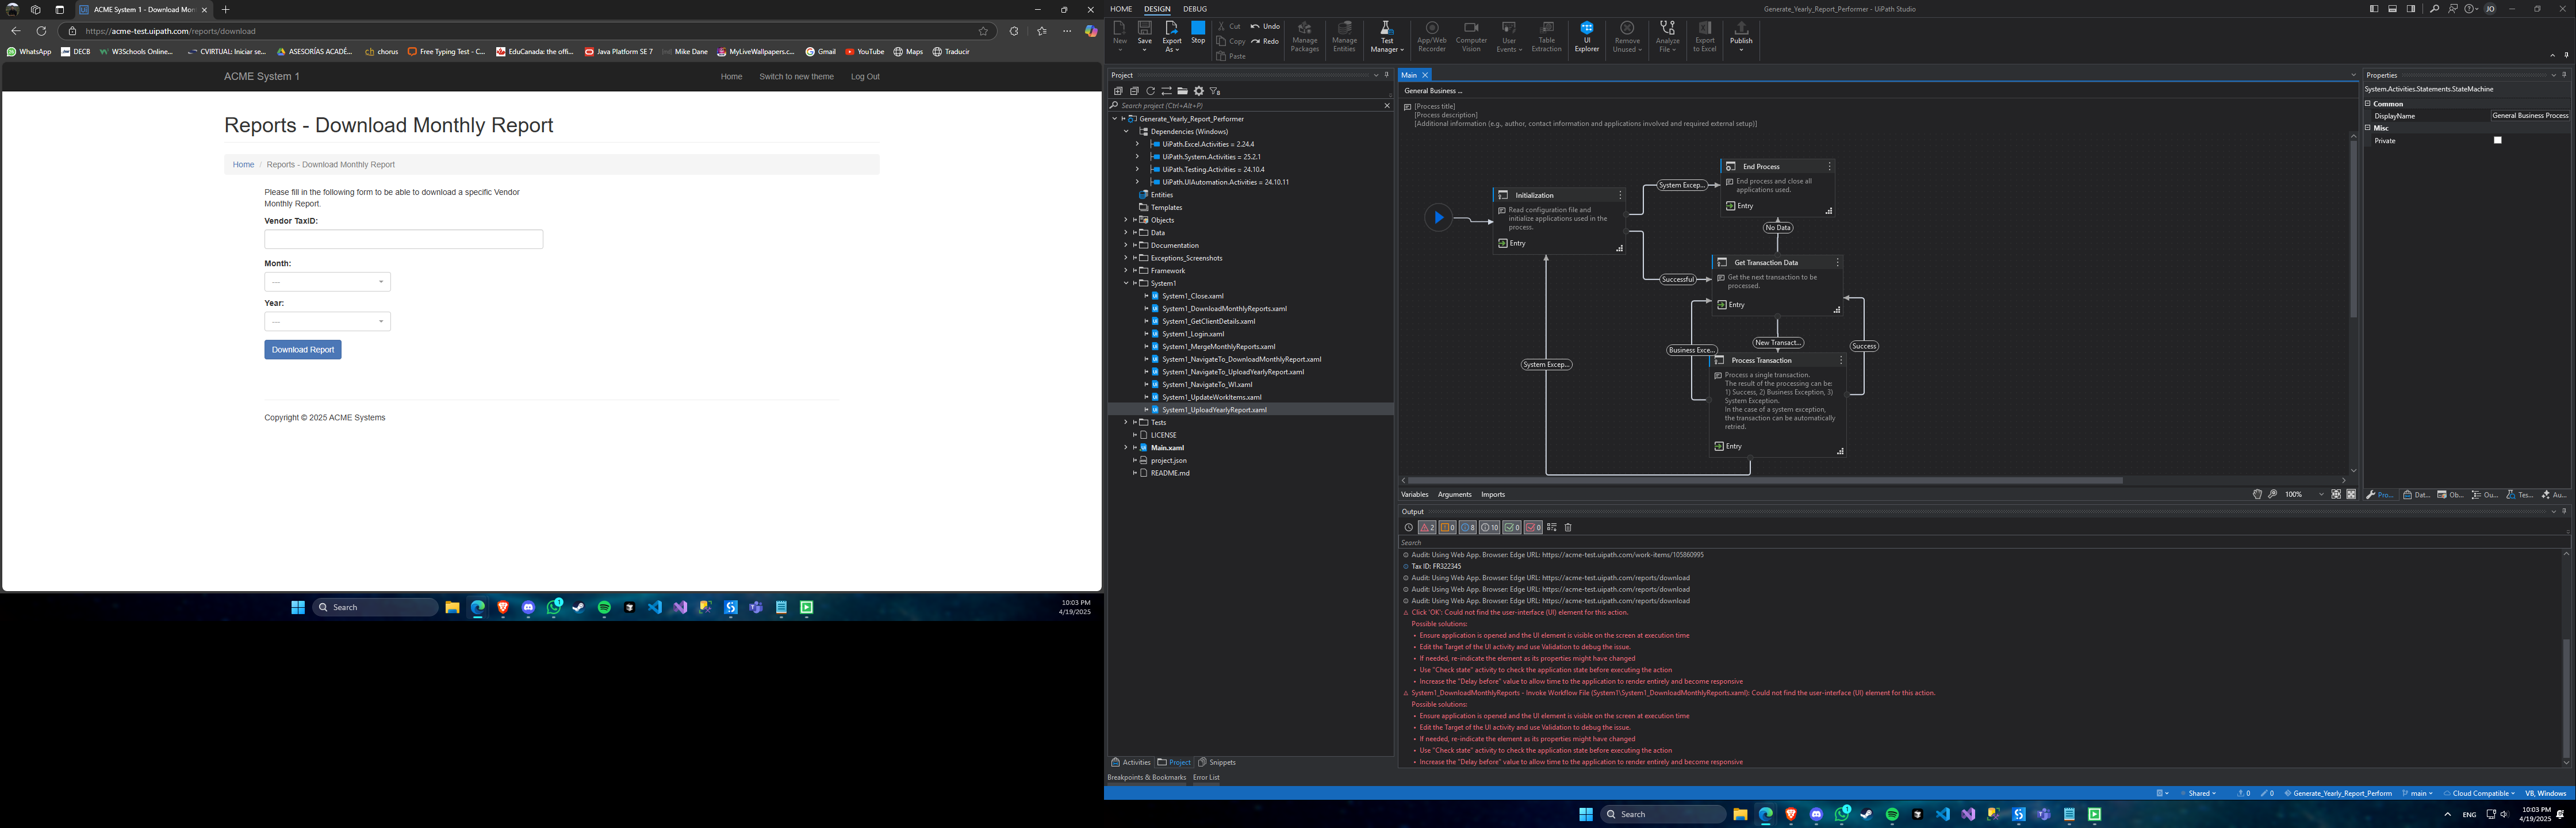 ACME System 1 - Download Mon
https://acme-test.uipath.com/reports/download
WhatsApp
DECB
W3Schools Online...
CVIRTUAL: Iniciar se...
ASESORÍAS ACADÉ...
chorus
Free Typing Test - C...
EduCanada: the offi...
Java Platform SE 7
Mike Dane
MyLiveWallpapers.c...
Gmail
YouTube
Maps
Traducir
ACME System 1
Home
Switch to new theme
Log Out
Reports - Download Monthly Report
Home / Reports - Download Monthly Report
Please fill in the following form to be able to download a specific Vendor
Monthly Report.
Vendor TaxID:
Month:
---
Year:
---
Download Report
Copyright © 2025 ACME Systems
Search
10:03 PM
4/19/2025
HOME
DESIGN
DEBUG
Generate_Yearly_Report_Performer - UiPath Studio
JO
New
Save
Export
As
Stop
Cut
Copy
Paste
Undo
Redo
Manage
Packages
Manage
Entities
Test
Manager
App/Web
Recorder
Computer
Vision
User
Events
Table
Extraction
UI
Explorer
Remove
Unused
Analyze
File
Export
to Excel
Publish
Project
Search project (Ctrl+Alt+P)
Generate_Yearly_Report_Performer
Dependencies (Windows)
UiPath.Excel.Activities = 2.24.4
UiPath.System.Activities = 25.2.1
UiPath.Testing.Activities = 24.10.4
UiPath.UIAutomation.Activities = 24.10.11
Entities
Templates
Objects
Data
Documentation
Exceptions_Screenshots
Framework
System1
System1_Close.xaml
System1_DownloadMonthlyReports.xaml
System1_GetClientDetails.xaml
System1_Login.xaml
System1_MergeMonthlyReports.xaml
System1_NavigateTo_DownloadMonthlyReport.xaml
System1_NavigateTo_UploadYearlyReport.xaml
System1_NavigateTo_WI.xaml
System1_UpdateWorkItems.xaml
System1_UploadYearlyReport.xaml
Tests
LICENSE
Main.xaml
project.json
README.md
Activities
Project
Snippets
Breakpoints & Bookmarks
Error List
Main
General Business ...
[Process title]
[Process description]
[Additional information (e.g., author, contact information and applications involved and required external setup)]
Initialization
Read configuration file and
initialize applications used in the
process.
Entry
System Excep...
End Process
End process and close all
applications used.
Entry
No Data
Successful
Get Transaction Data
Get the next transaction to be
processed.
Entry
New Transact...
Business Exce...
Success
System Excep...
Process Transaction
Process a single transaction.
The result of the processing can be:
1) Success, 2) Business Exception, 3)
System Exception.
In the case of a system exception,
the transaction can be automatically
retried.
Entry
Variables
Arguments
Imports
100%
Output
2
0
8
10
0
0
Search
Audit: Using Web App. Browser: Edge URL: https://acme-test.uipath.com/work-items/105860995
Tax ID: FR322345
Audit: Using Web App. Browser: Edge URL: https://acme-test.uipath.com/reports/download
Audit: Using Web App. Browser: Edge URL: https://acme-test.uipath.com/reports/download
Audit: Using Web App. Browser: Edge URL: https://acme-test.uipath.com/reports/download
Click 'OK': Could not find the user-interface (UI) element for this action.
Possible solutions:
• Ensure application is opened and the UI element is visible on the screen at execution time
• Edit the Target of the UI activity and use Validation to debug the issue.
• If needed, re-indicate the element as its properties might have changed
• Use "Check state" activity to check the application state before executing the action
• Increase the "Delay before" value to allow time to the application to render entirely and become responsive
System1_DownloadMonthlyReports - Invoke Workflow File (System1\System1_DownloadMonthlyReports.xaml): Could not find the user-interface (UI) element for this action.
Possible solutions:
• Ensure application is opened and the UI element is visible on the screen at execution time
• Edit the Target of the UI activity and use Validation to debug the issue.
• If needed, re-indicate the element as its properties might have changed
• Use "Check state" activity to check the application state before executing the action
• Increase the "Delay before" value to allow time to the application to render entirely and become responsive
Properties
System.Activities.Statements.StateMachine
Common
DisplayName
General Business Process
Misc
Private
Pro...
Dat...
Ob...
Ou...
Tes...
Au...
Shared
0
0
Generate_Yearly_Report_Perform
main
Cloud Compatible
VB, Windows
Search
ENG
10:03 PM
4/19/2025